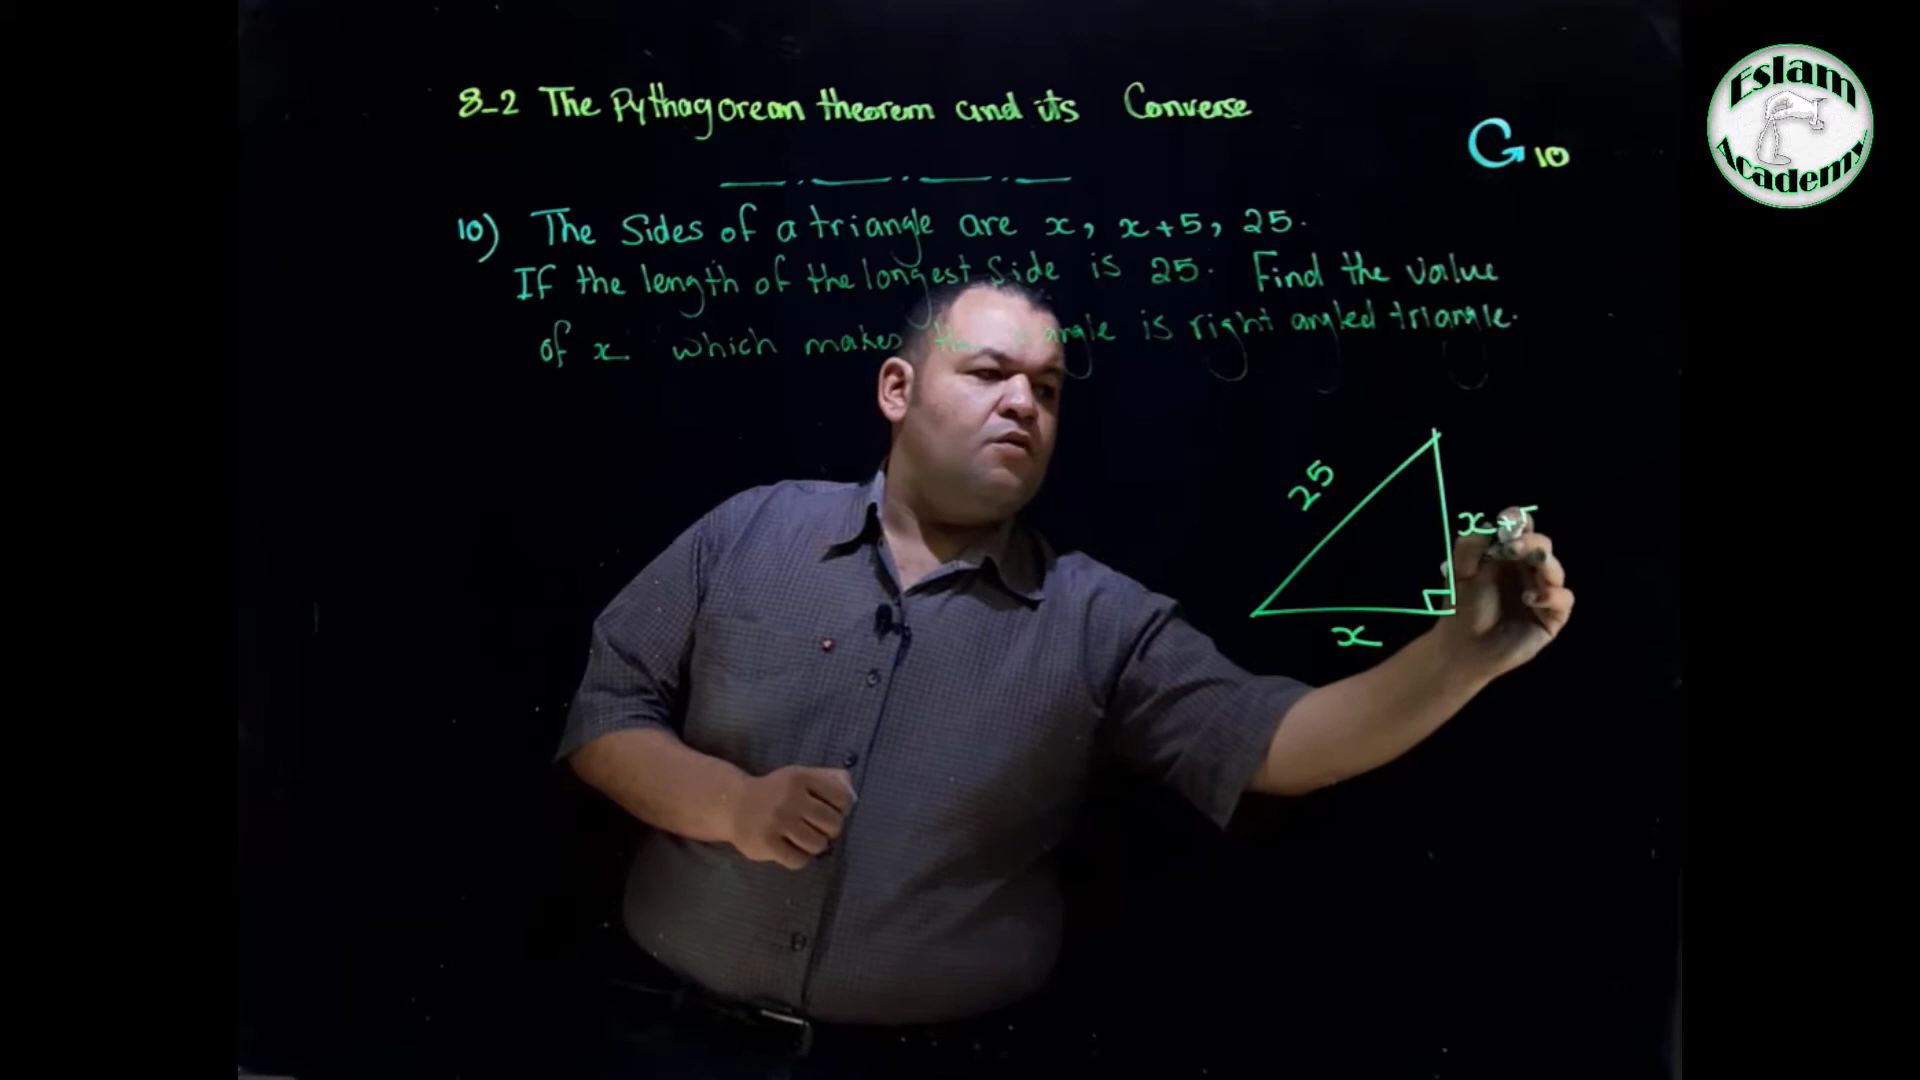 8-2 The Pythagorean theorem and its Converse
G10
Eslam Academy
10) The Sides of a triangle are x, x+5, 25.
If the length of the longest Side is 25. Find the value
of x which makes angle is right angled triangle.
25
x+5
x